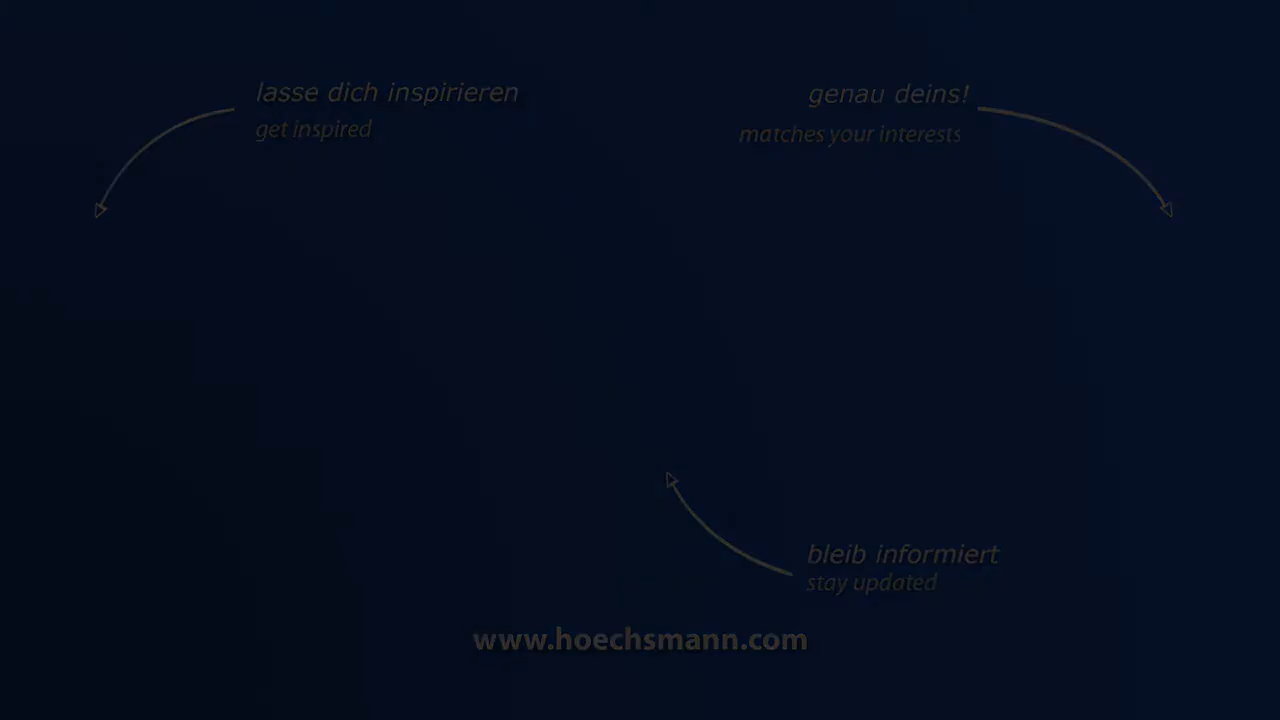 lasse dich inspirieren
get inspired
genau deins!
matches your interests
bleib informiert
stay updated
www.hoechsmann.com